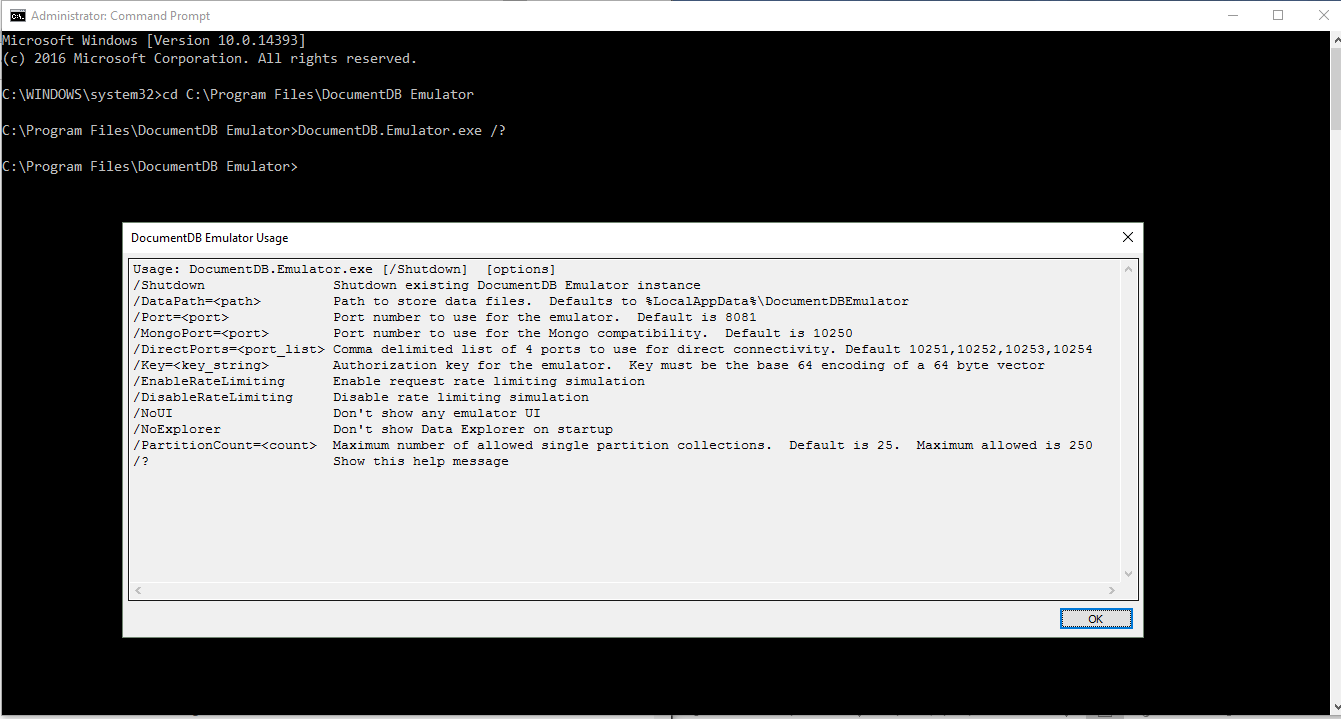 Administrator: Command Prompt
Microsoft Windows [Version 10.0.14393]
(c) 2016 Microsoft Corporation. All rights reserved.
C:\WINDOWS\system32>cd C:\Program Files\DocumentDB Emulator
C:\Program Files\DocumentDB Emulator>DocumentDB.Emulator.exe /?
C:\Program Files\DocumentDB Emulator>
DocumentDB Emulator Usage
Usage: DocumentDB.Emulator.exe [/Shutdown]  [options]
/Shutdown                Shutdown existing DocumentDB Emulator instance
/DataPath=<path>         Path to store data files.  Defaults to %LocalAppData%\DocumentDBEmulator
/Port=<port>             Port number to use for the emulator.  Default is 8081
/MongoPort=<port>        Port number to use for the Mongo compatibility.  Default is 10250
/DirectPorts=<port_list> Comma delimited list of 4 ports to use for direct connectivity. Default 10251,10252,10253,10254
/Key=<key_string>        Authorization key for the emulator.  Key must be the base 64 encoding of a 64 byte vector
/EnableRateLimiting      Enable request rate limiting simulation
/DisableRateLimiting     Disable rate limiting simulation
/NoUI                    Don't show any emulator UI
/NoExplorer              Don't show Data Explorer on startup
/PartitionCount=<count>  Maximum number of allowed single partition collections.  Default is 25.  Maximum allowed is 250
/?                       Show this help message
OK